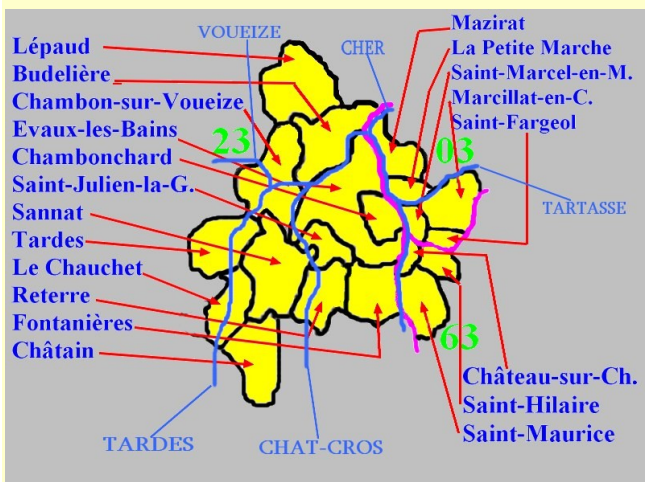 Lépaud
Budelière
Chambon-sur-Voueize
Evaux-les-Bains
Chambonchard
Saint-Julien-la-G.
Sannat
Tardes
Le Chauchet
Reterre
Fontanières
Châtain
VOUEIZE
CHER
23
03
63
TARDES
CHAT-CROS
TARTASSE
Mazirat
La Petite Marche
Saint-Marcel-en-M.
Marcillat-en-C.
Saint-Fargeol
Château-sur-Ch.
Saint-Hilaire
Saint-Maurice